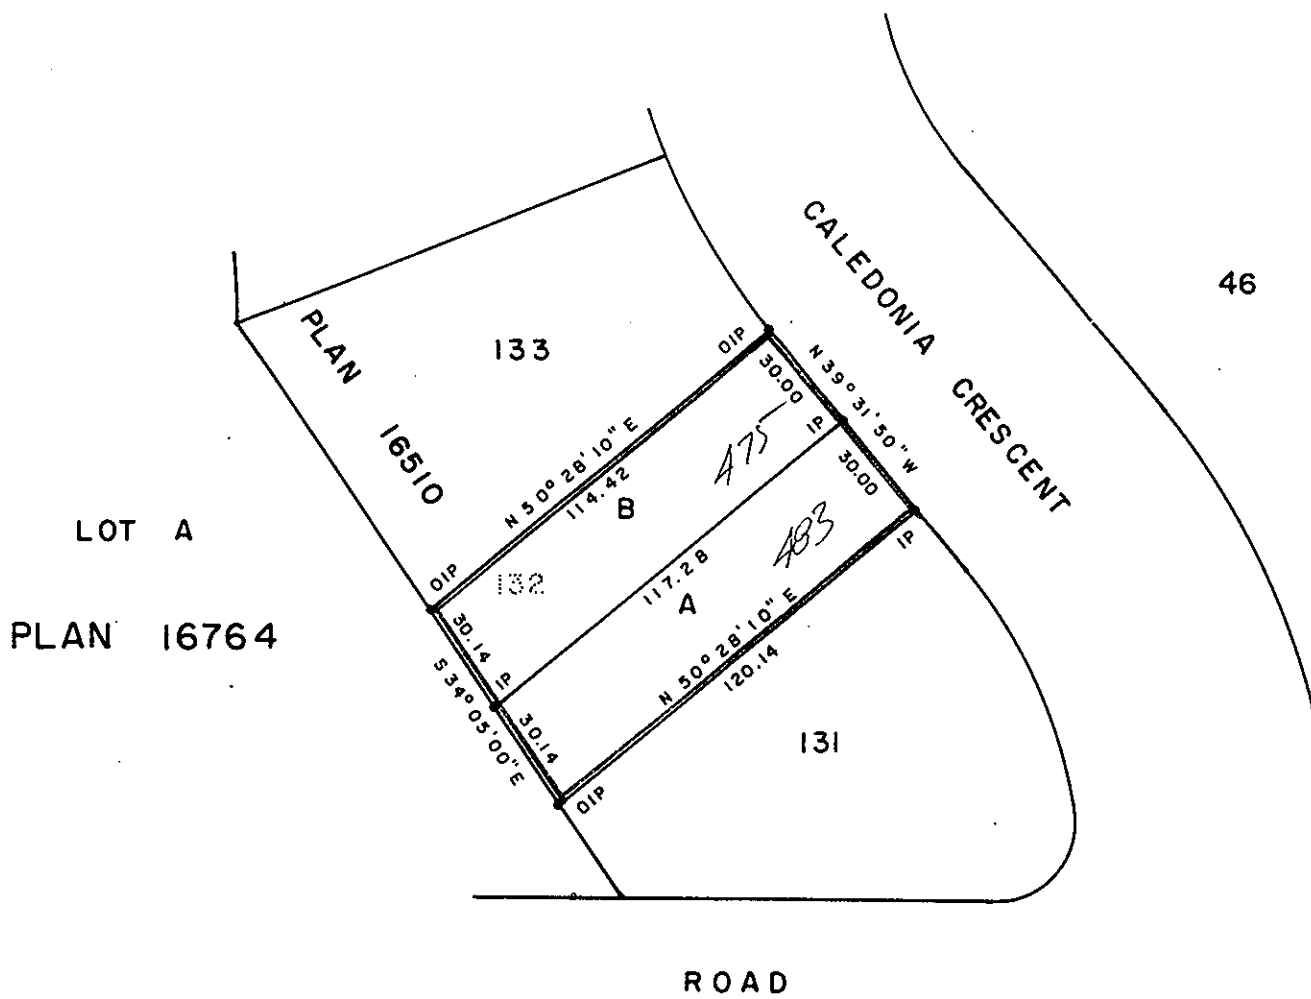 CALEDONIA CRESCENT
46
PLAN 16510
133
OIP
N 39° 31' 50" W
30.00
IP
475
N 50° 28' 10" E
114.42
B
30.00
LOT A
483
IP
OIP
132
117.28
A
PLAN 16764
30.14
IP
N 50° 28' 10" E
120.14
S 34° 05' 00" E
30.14
131
OIP
ROAD